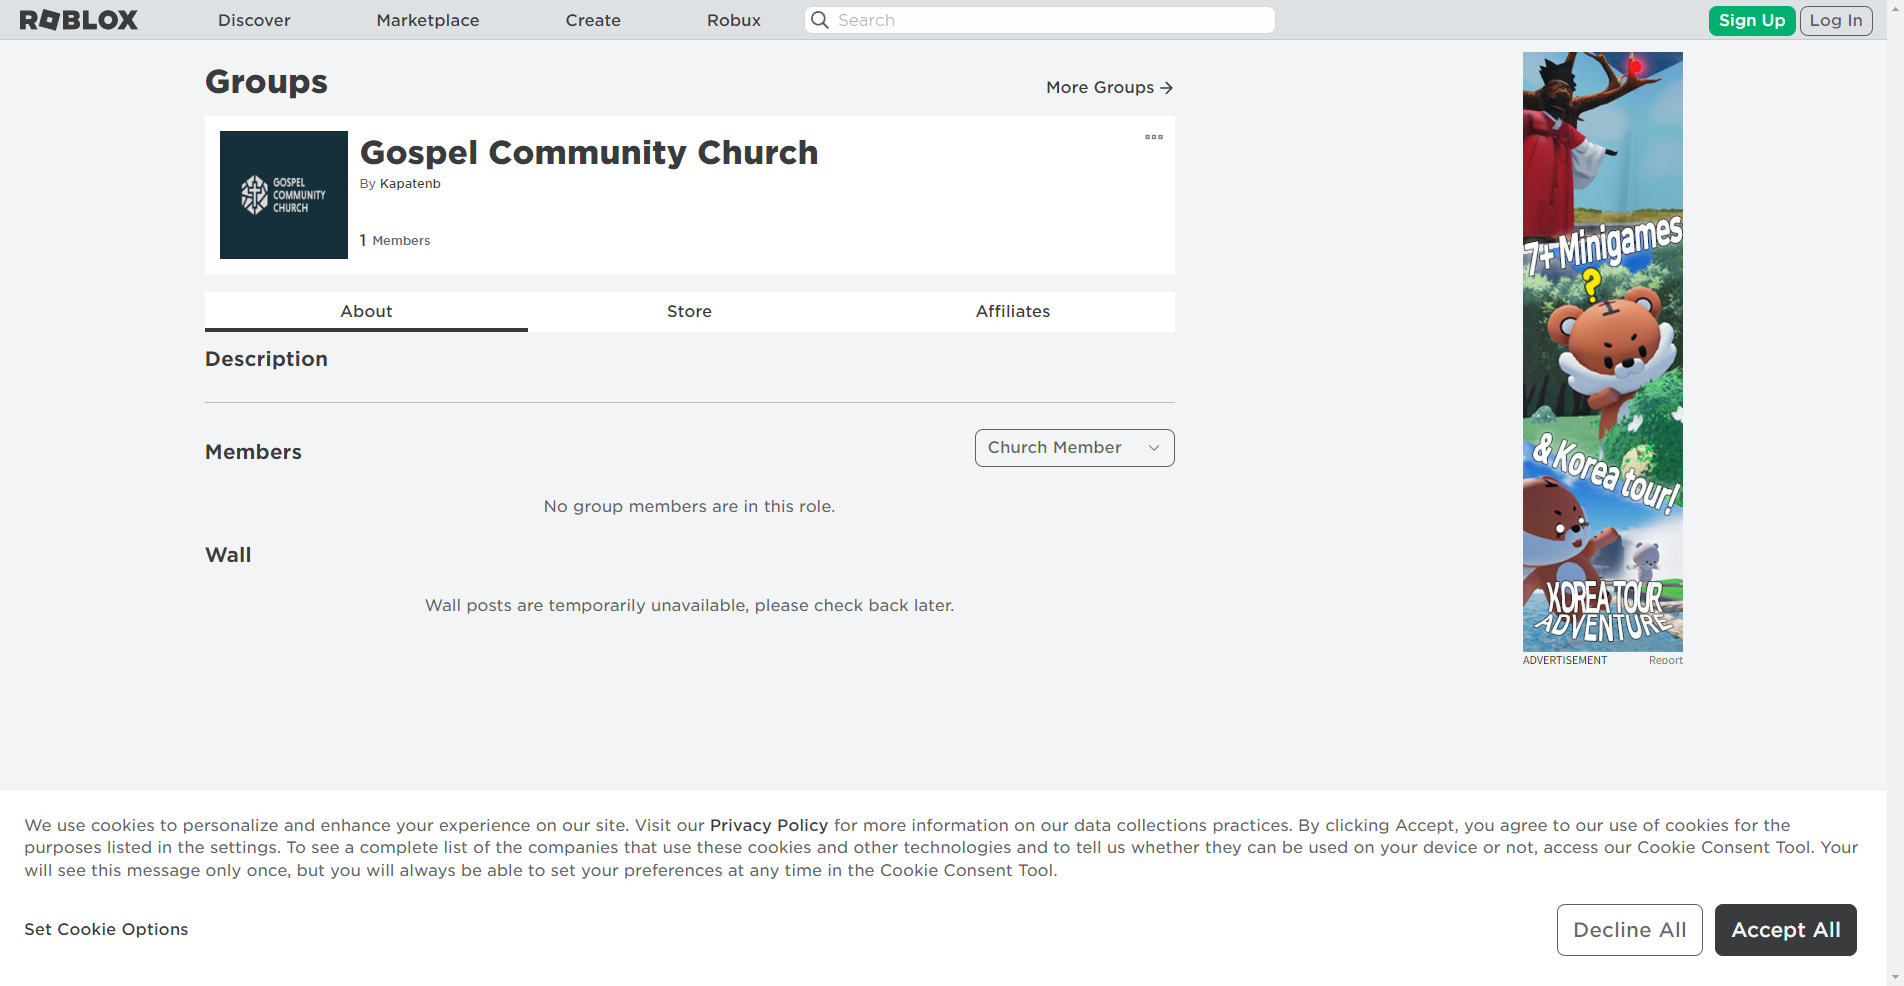 ROBLOX
Discover
Marketplace
Create
Robux
Search
Sign Up
Log In
Groups
More Groups
GOSPEL
COMMUNITY
CHURCH
Gospel Community Church
By Kapatenb
1 Members
About
Store
Affiliates
Description
Members
Church Member
No group members are in this role.
Wall
Wall posts are temporarily unavailable, please check back later.
7+ Minigames
?
& Korea tour!
KOREA TOUR
ADVENTURE
ADVERTISEMENT
Report
We use cookies to personalize and enhance your experience on our site. Visit our Privacy Policy for more information on our data collections practices. By clicking Accept, you agree to our use of cookies for the
purposes listed in the settings. To see a complete list of the companies that use these cookies and other technologies and to tell us whether they can be used on your device or not, access our Cookie Consent Tool. Your
will see this message only once, but you will always be able to set your preferences at any time in the Cookie Consent Tool.
Set Cookie Options
Decline All
Accept All